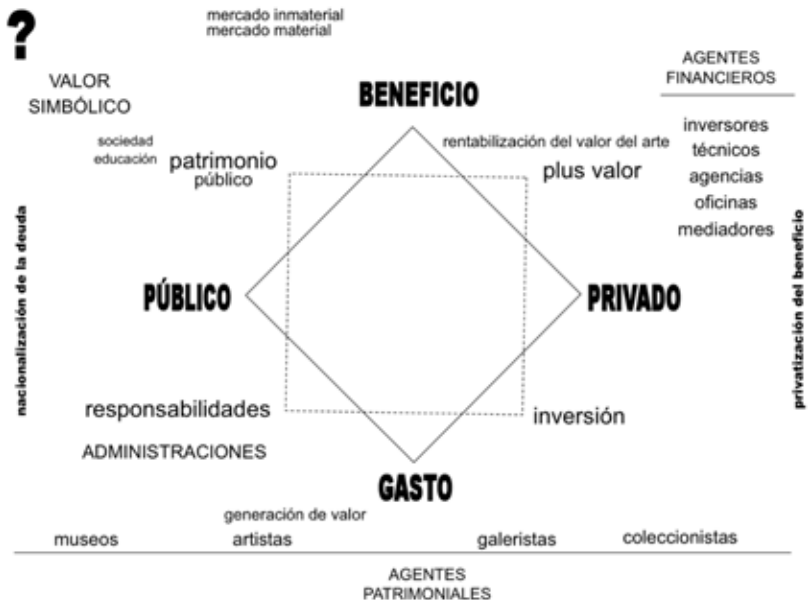 ?
mercado inmaterial
mercado material
VALOR
SIMBÓLICO
BENEFICIO
AGENTES
FINANCIEROS
sociedad
educación
patrimonio
público
rentabilización del valor del arte
plus valor
inversores
técnicos
agencias
oficinas
mediadores
nacionalización de la deuda
PÚBLICO
PRIVADO
privatización del beneficio
responsabilidades
ADMINISTRACIONES
inversión
GASTO
generación de valor
museos
artistas
galeristas
coleccionistas
AGENTES
PATRIMONIALES